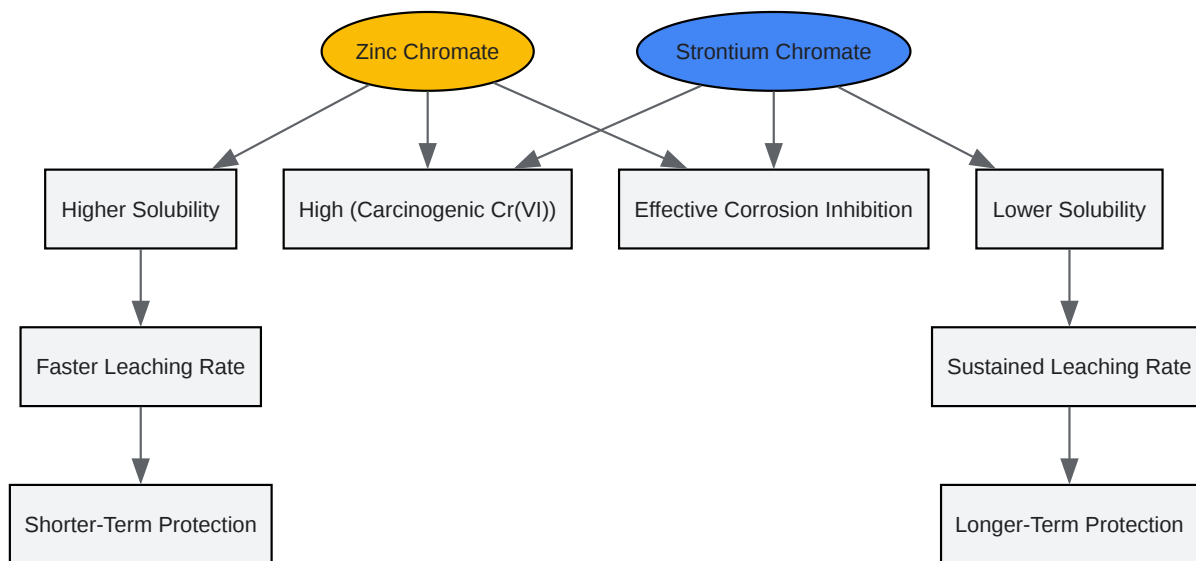 Zinc Chromate
Strontium Chromate
Higher Solubility
High (Carcinogenic Cr(VI))
Effective Corrosion Inhibition
Lower Solubility
Faster Leaching Rate
Sustained Leaching Rate
Shorter-Term Protection
Longer-Term Protection